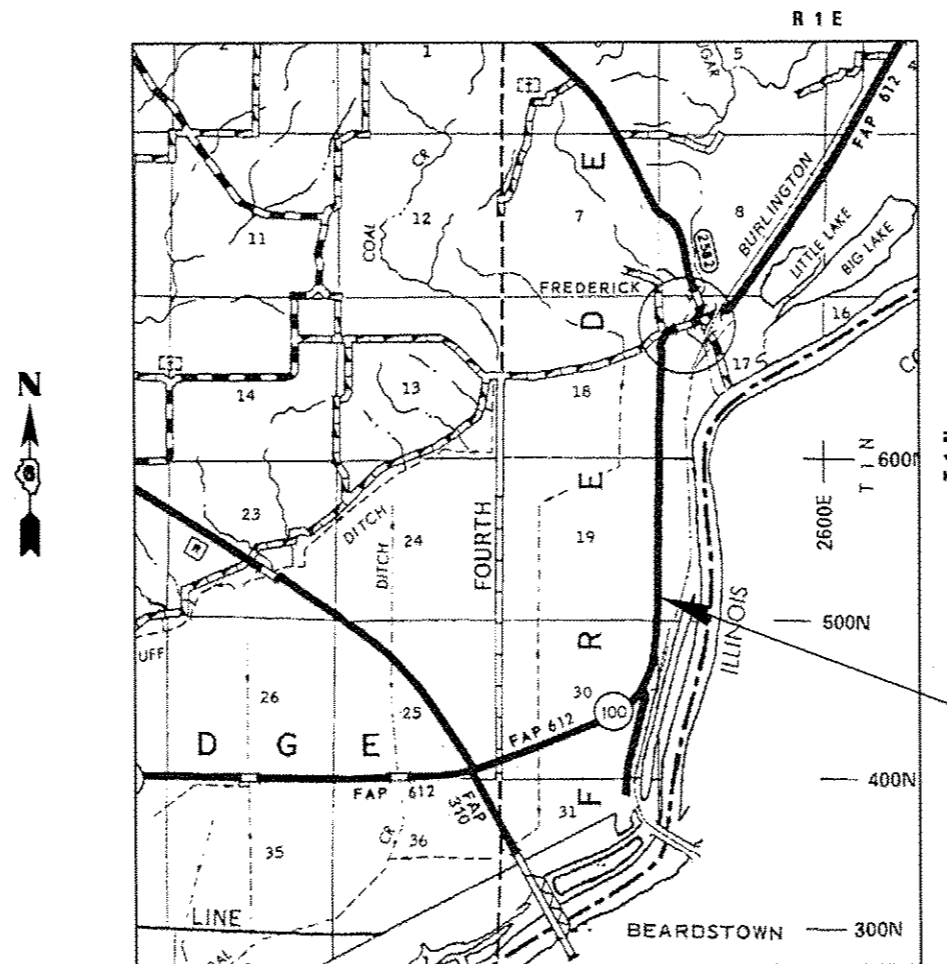 R 1 E
1
5
CR
12
7
8
11
COAL
2582
BURLINGTON
FAP 612
LITTLE LAKE
BIG LAKE
FREDERICK
16
N
17
14
13
18
T 1 N
600N
2600E
23
DITCH
24
DITCH
FOURTH
19
ILLINOIS
500N
UFF
26
25
30
100
FAP 612
D G E
F R E D E
FAP 612
FAP 310
400N
31
35
CR
36
LINE
BEARDSTOWN
300N